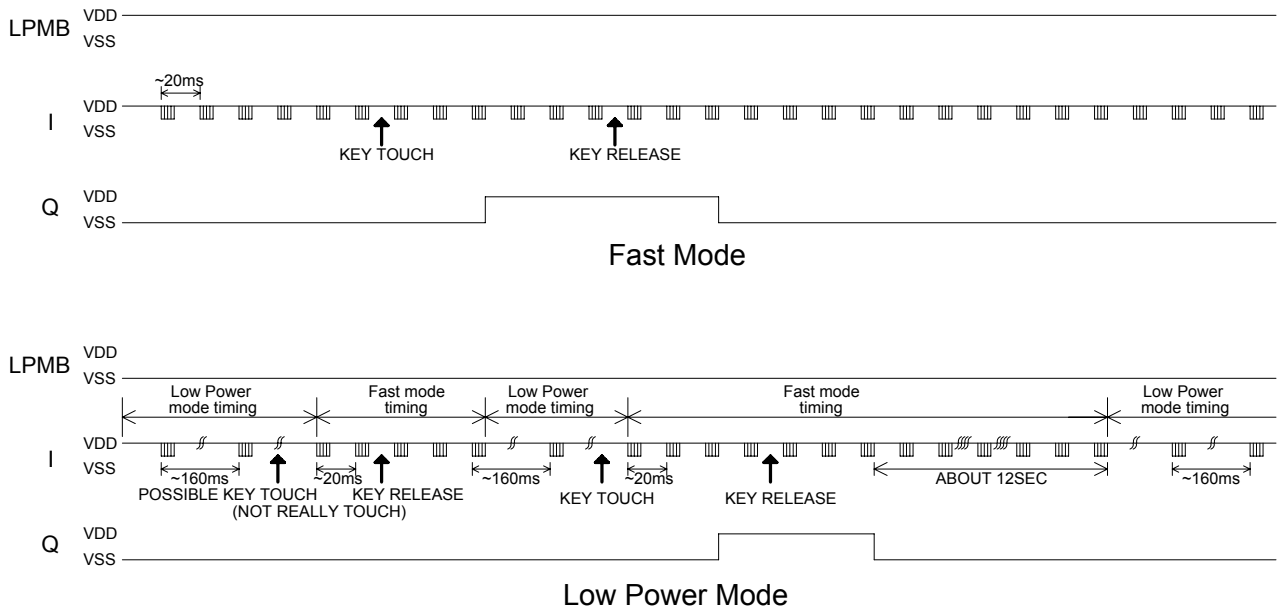 LPMB VDD
VSS
~20ms
I VDD
VSS
KEY TOUCH KEY RELEASE
Q VDD
VSS
Fast Mode
LPMB VDD
VSS
Low Power mode timing
Fast mode timing
Low Power mode timing
Fast mode timing
Low Power mode timing
I VDD
VSS
~160ms ~20ms ~160ms ~20ms ABOUT 12SEC ~160ms
POSSIBLE KEY TOUCH
(NOT REALLY TOUCH)
KEY RELEASE
KEY TOUCH
KEY RELEASE
Q VDD
VSS
Low Power Mode